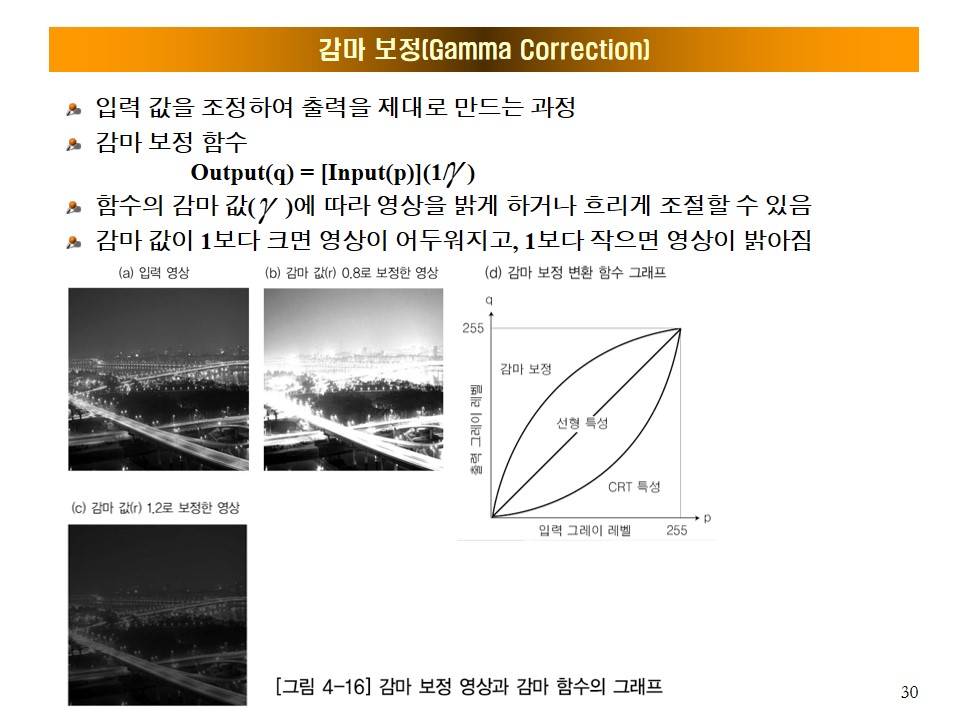 감마 보정(Gamma Correction)
입력 값을 조정하여 출력을 제대로 만드는 과정
감마 보정 함수
Output(q) = [Input(p)](1/γ )
함수의 감마 값(γ )에 따라 영상을 밝게 하거나 흐리게 조절할 수 있음
감마 값이 1보다 크면 영상이 어두워지고, 1보다 작으면 영상이 밝아짐
(a) 입력 영상
(b) 감마 값(r) 0.8로 보정한 영상
(d) 감마 보정 변환 함수 그래프
q
255
감마 보정
선형 특성
출력 그레이 레벨
CRT 특성
p
입력 그레이 레벨
255
(c) 감마 값(r) 1.2로 보정한 영상
[그림 4-16] 감마 보정 영상과 감마 함수의 그래프
30